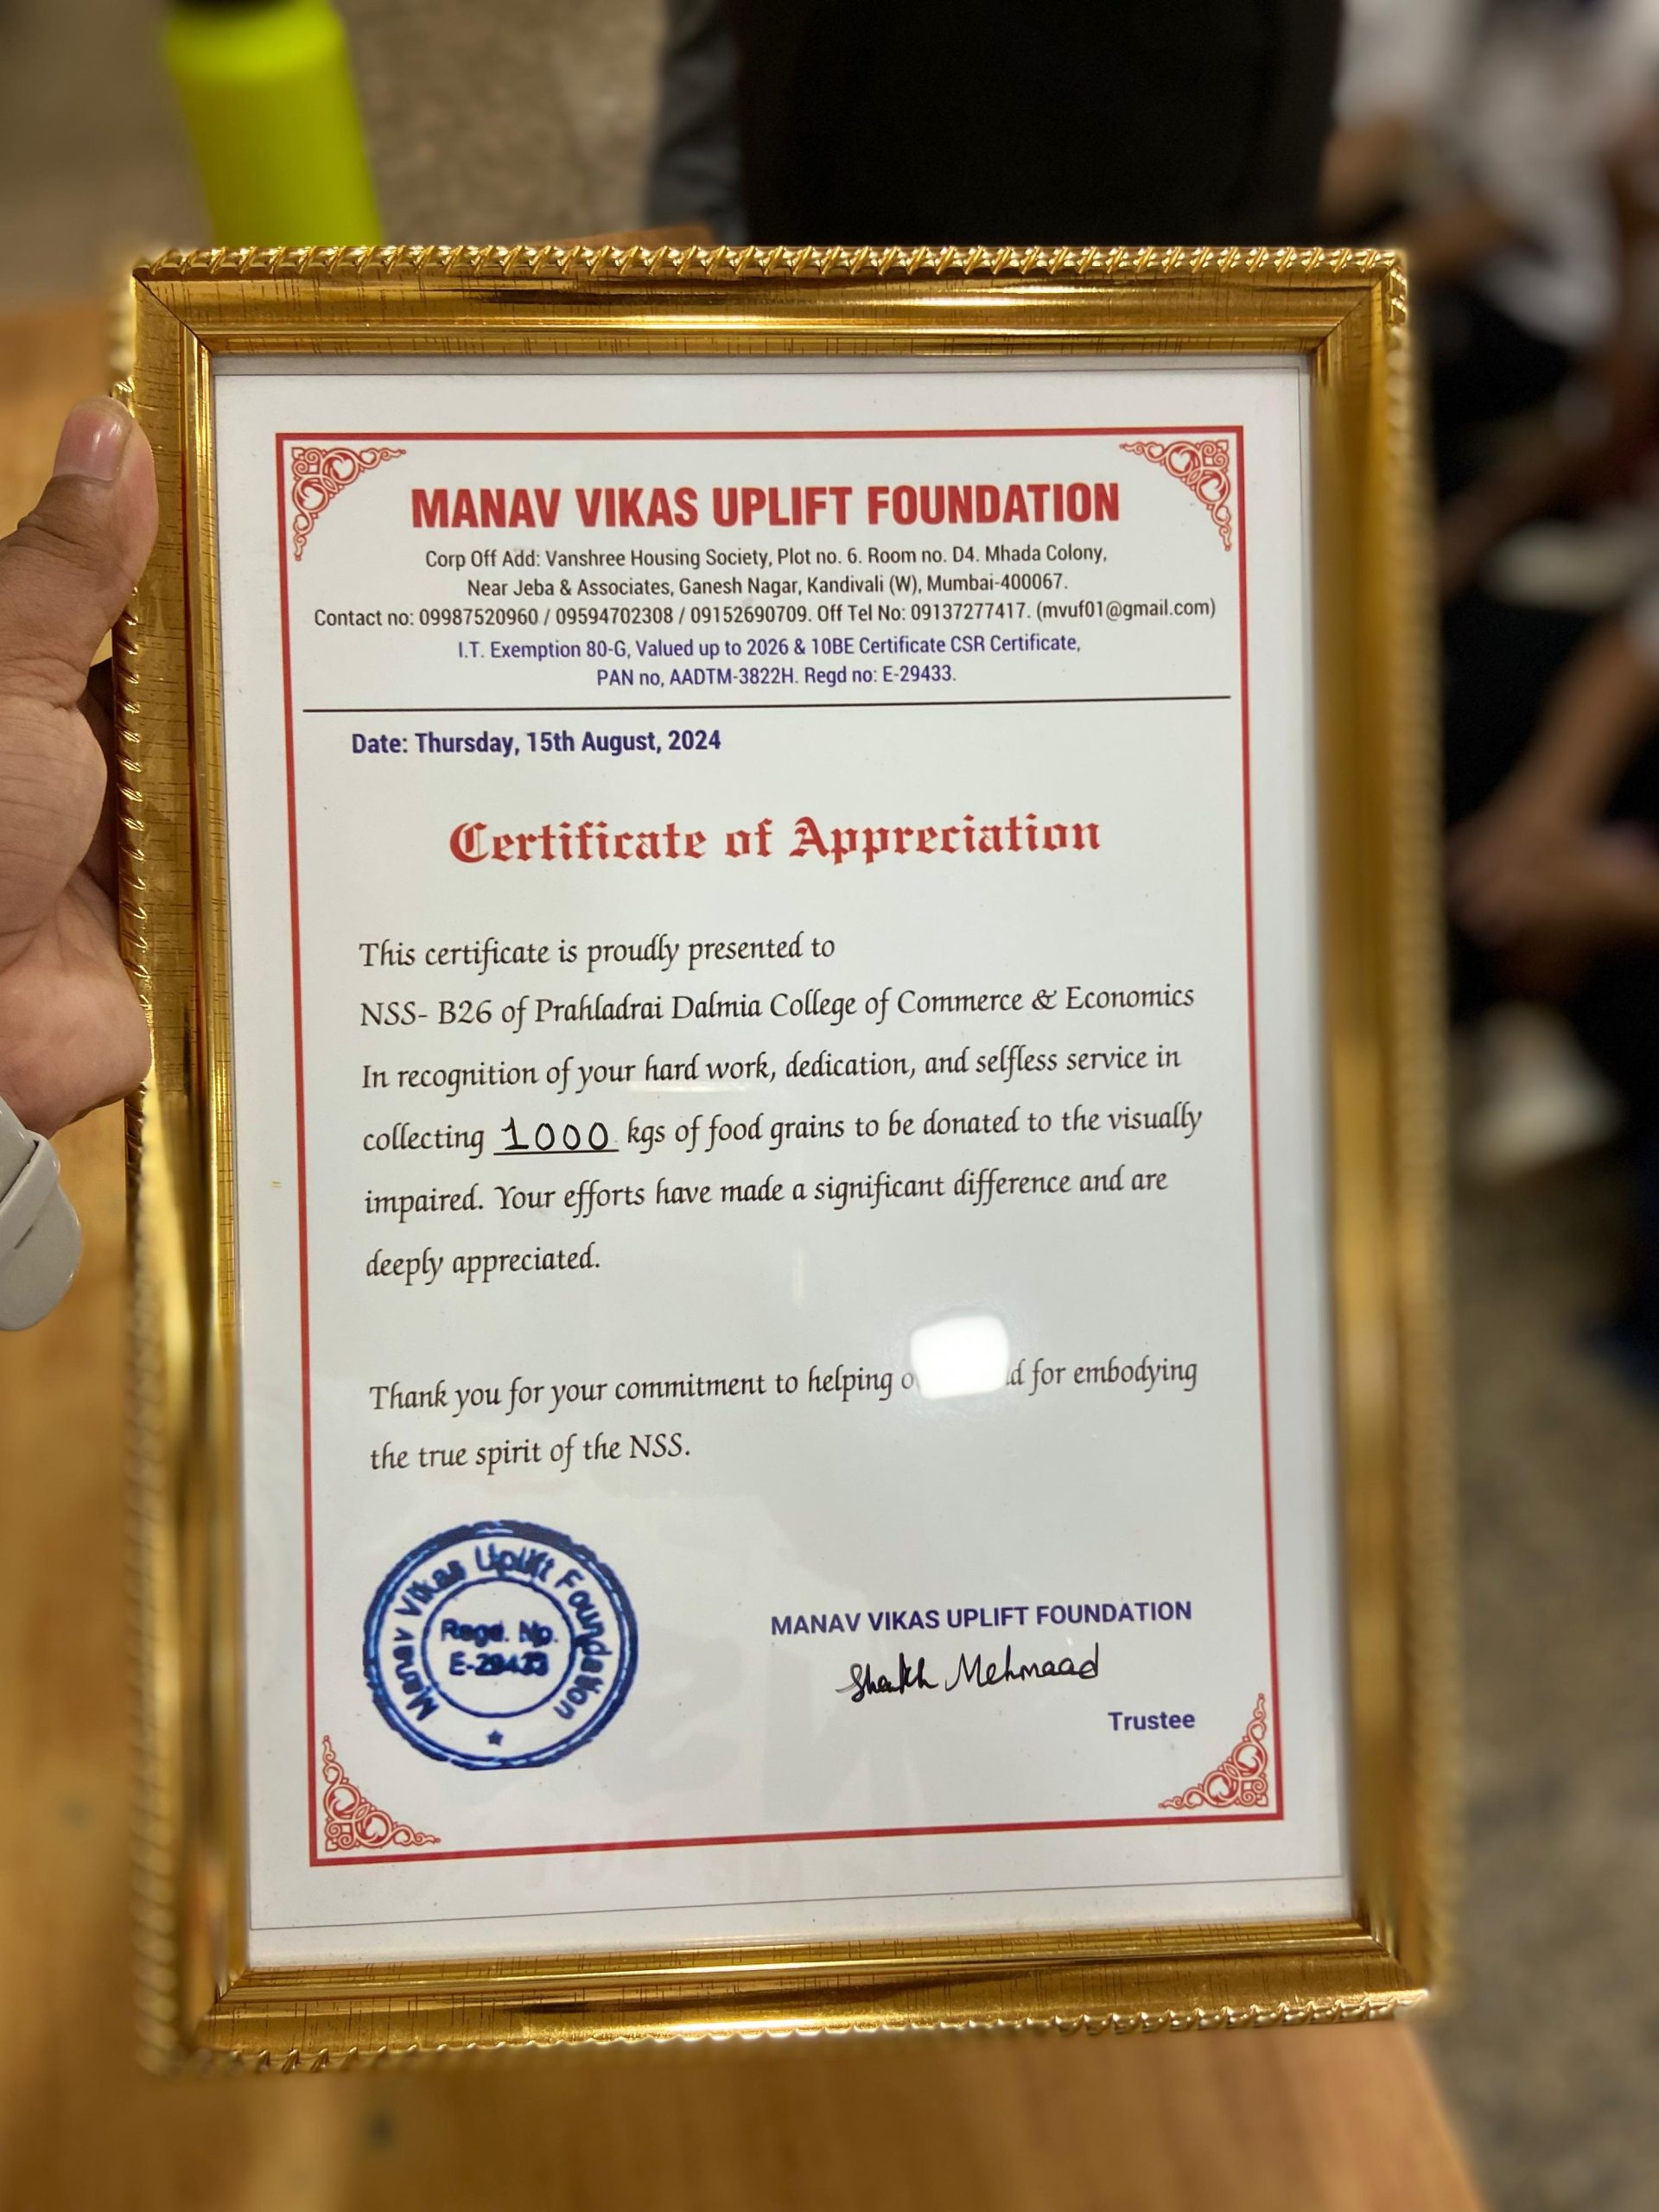 MANAV VIKAS UPLIFT FOUNDATION
Corp Off Add: Vanshree Housing Society, Plot no. 6. Room no. D4. Mhada Colony,
Near Jeba & Associates, Ganesh Nagar, Kandivali (W), Mumbai-400067.
Contact no: 09987520960 / 09594702308 / 09152690709. Off Tel No: 09137277417. (mvuf01@gmail.com)
I.T. Exemption 80-G, Valued up to 2026 & 10BE Certificate CSR Certificate,
PAN no, AADTM-3822H. Regd no: E-29433.
Date: Thursday, 15th August, 2024
Certificate of Appreciation
This certificate is proudly presented to
NSS- B26 of Prahladrai Dalmia College of Commerce & Economics
In recognition of your hard work, dedication, and selfless service in
collecting 1000 kgs of food grains to be donated to the visually
impaired. Your efforts have made a significant difference and are
deeply appreciated.
Thank you for your commitment to helping for embodying
the true spirit of the NSS.
Manav Vikas Uplift Foundation
Regd. No.
E-29433
MANAV VIKAS UPLIFT FOUNDATION
Shaikh Mehmaad
Trustee